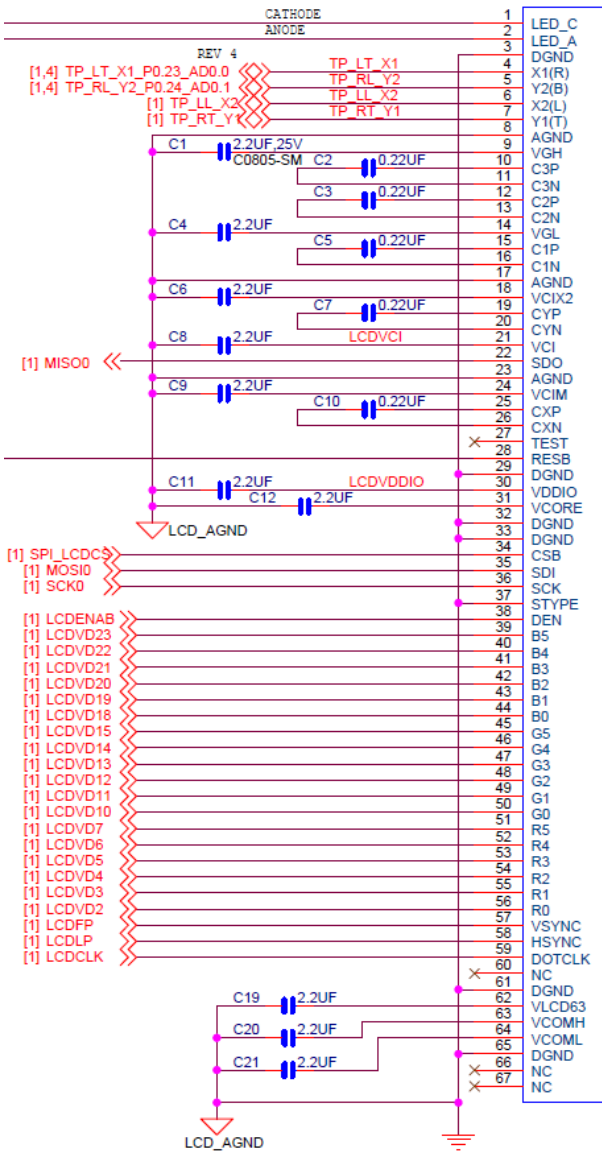 CATHODE 1 LED_C
ANODE 2 LED_A
REV 4 3 DGND
[1,4] TP_LT_X1_P0.23_AD0.0 TP_LT_X1 4 X1(R)
[1,4] TP_RL_Y2_P0.24_AD0.1 TP_RL_Y2 5 Y2(B)
[1] TP_LL_X2 TP_LL_X2 6 X2(L)
[1] TP_RT_Y1 TP_RT_Y1 7 Y1(T)
8 AGND
C1 2.2UF,25V 9 VGH
C0805-SM C2 0.22UF 10 C3P
11 C3N
C3 0.22UF 12 C2P
13 C2N
C4 2.2UF 14 VGL
C5 0.22UF 15 C1P
16 C1N
17 AGND
C6 2.2UF 18 VCIX2
C7 0.22UF 19 CYP
20 CYN
C8 2.2UF LCDVCI 21 VCI
[1] MISO0 22 SDO
23 AGND
C9 2.2UF 24 VCIM
C10 0.22UF 25 CXP
26 CXN
27 TEST
28 RESB
29 DGND
C11 2.2UF LCDVDDIO 30 VDDIO
C12 2.2UF 31 VCORE
32 DGND
LCD_AGND 33 DGND
[1] SPI_LCDCS 34 CSB
[1] MOSI0 35 SDI
[1] SCK0 36 SCK
37 STYPE
[1] LCDENAB 38 DEN
[1] LCDVD23 39 B5
[1] LCDVD22 40 B4
[1] LCDVD21 41 B3
[1] LCDVD20 42 B2
[1] LCDVD19 43 B1
[1] LCDVD18 44 B0
[1] LCDVD15 45 G5
[1] LCDVD14 46 G4
[1] LCDVD13 47 G3
[1] LCDVD12 48 G2
[1] LCDVD11 49 G1
[1] LCDVD10 50 G0
[1] LCDVD7 51 R5
[1] LCDVD6 52 R4
[1] LCDVD5 53 R3
[1] LCDVD4 54 R2
[1] LCDVD3 55 R1
[1] LCDVD2 56 R0
[1] LCDFP 57 VSYNC
[1] LCDLP 58 HSYNC
[1] LCDCLK 59 DOTCLK
60 NC
61 DGND
C19 2.2UF 62 VLCD63
C20 2.2UF 63 VCOMH
64 VCOML
C21 2.2UF 65 DGND
66 NC
67 NC
LCD_AGND